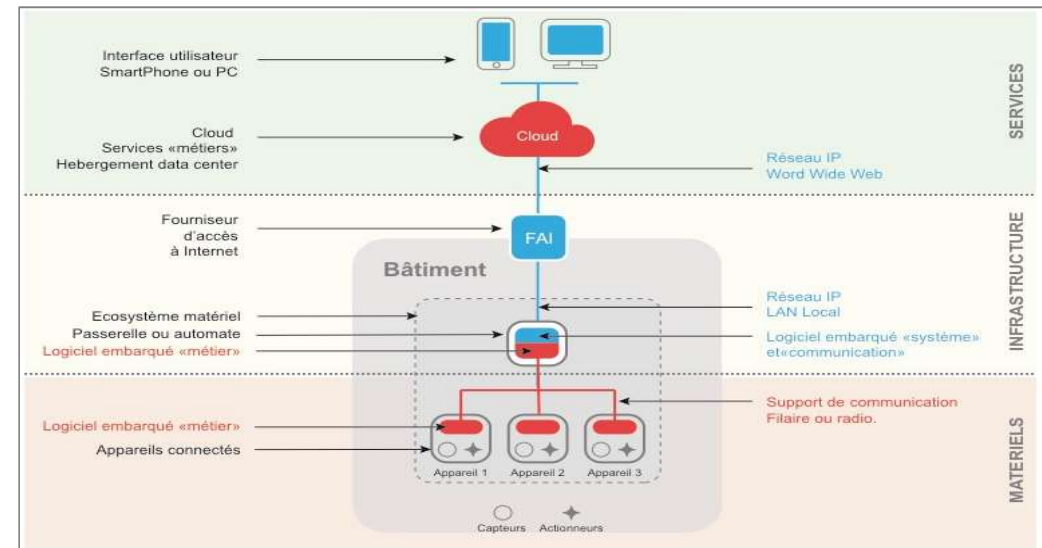 Interface utilisateur
SmartPhone ou PC
SERVICES
Cloud
Cloud
Services «métiers»
Hebergement data center
Réseau IP
Word Wide Web
Fournisseur
d'accès
à Internet
FAI
INFRASTRUCTURE
Bâtiment
Réseau IP
LAN Local
Ecosystème matériel
Passerelle ou automate
Logiciel embarqué «métier»
Logiciel embarqué «système»
et«communication»
Support de communication
Filaire ou radio.
Logiciel embarqué «métier»
Appareils connectés
MATERIELS
Appareil 1
Appareil 2
Appareil 3
Capteurs
Actionneurs